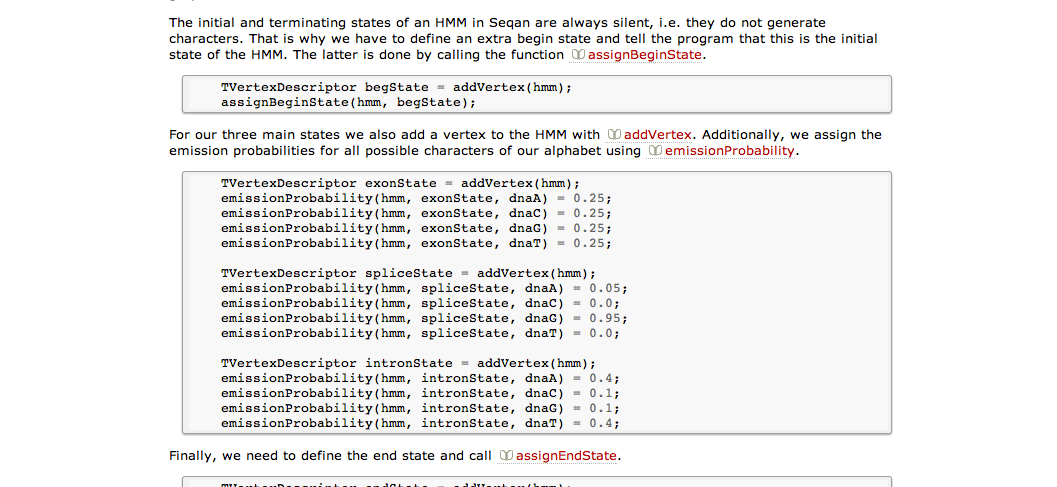 The initial and terminating states of an HMM in Seqan are always silent, i.e. they do not generate
characters. That is why we have to define an extra begin state and tell the program that this is the initial
state of the HMM. The latter is done by calling the function assignBeginState.
TVertexDescriptor begState = addVertex(hmm);
assignBeginState(hmm, begState);
For our three main states we also add a vertex to the HMM with addVertex. Additionally, we assign the
emission probabilities for all possible characters of our alphabet using emissionProbability.
TVertexDescriptor exonState = addVertex(hmm);
emissionProbability(hmm, exonState, dnaA) = 0.25;
emissionProbability(hmm, exonState, dnaC) = 0.25;
emissionProbability(hmm, exonState, dnaG) = 0.25;
emissionProbability(hmm, exonState, dnaT) = 0.25;
TVertexDescriptor spliceState = addVertex(hmm);
emissionProbability(hmm, spliceState, dnaA) = 0.05;
emissionProbability(hmm, spliceState, dnaC) = 0.0;
emissionProbability(hmm, spliceState, dnaG) = 0.95;
emissionProbability(hmm, spliceState, dnaT) = 0.0;
TVertexDescriptor intronState = addVertex(hmm);
emissionProbability(hmm, intronState, dnaA) = 0.4;
emissionProbability(hmm, intronState, dnaC) = 0.1;
emissionProbability(hmm, intronState, dnaG) = 0.1;
emissionProbability(hmm, intronState, dnaT) = 0.4;
Finally, we need to define the end state and call assignEndState.